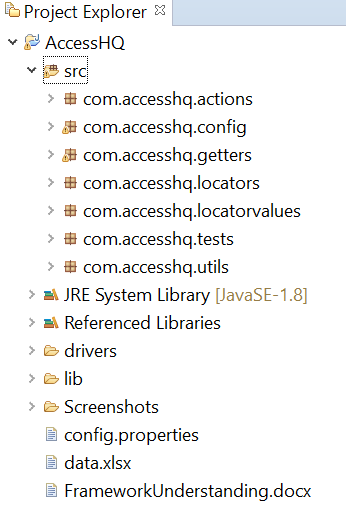 Project Explorer
AccessHQ
src
com.accesshq.actions
com.accesshq.config
com.accesshq.getters
com.accesshq.locators
com.accesshq.locatorvalues
com.accesshq.tests
com.accesshq.utils
JRE System Library [JavaSE-1.8]
Referenced Libraries
drivers
lib
Screenshots
config.properties
data.xlsx
FrameworkUnderstanding.docx